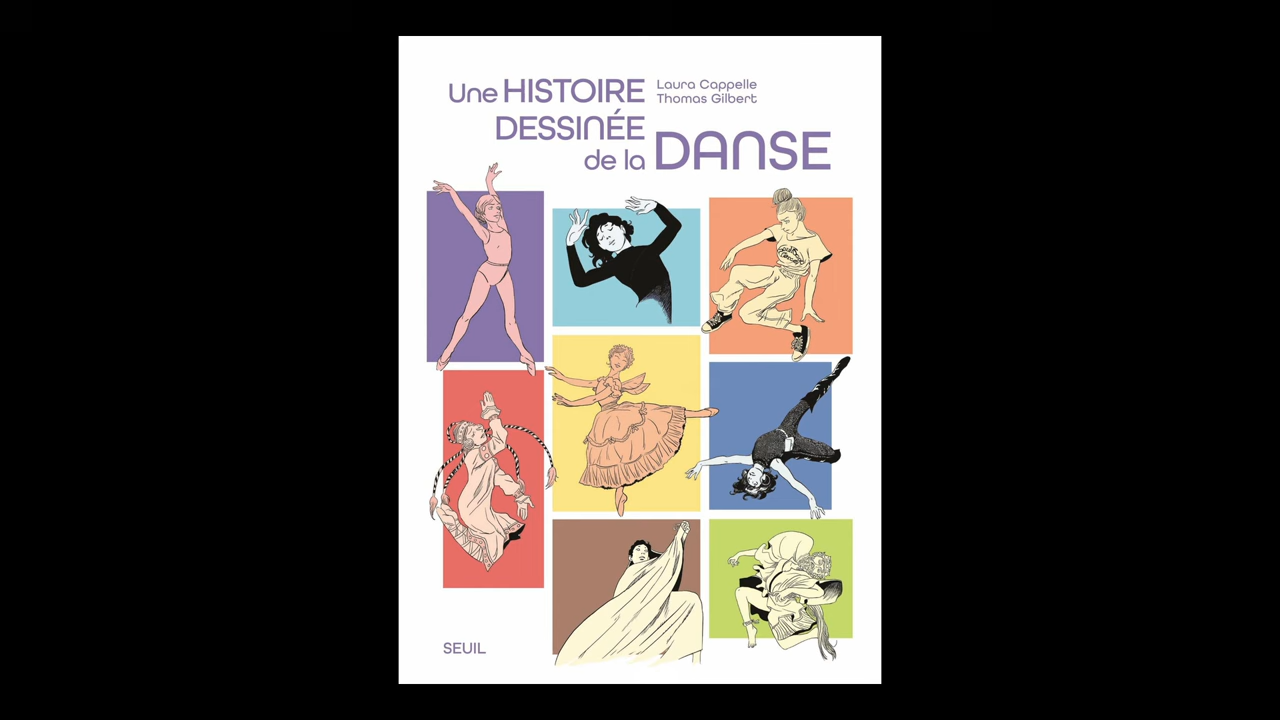 Une HISTOIRE
DESSINÉE
de la DANSE
Laura Cappelle
Thomas Gilbert
SEUIL